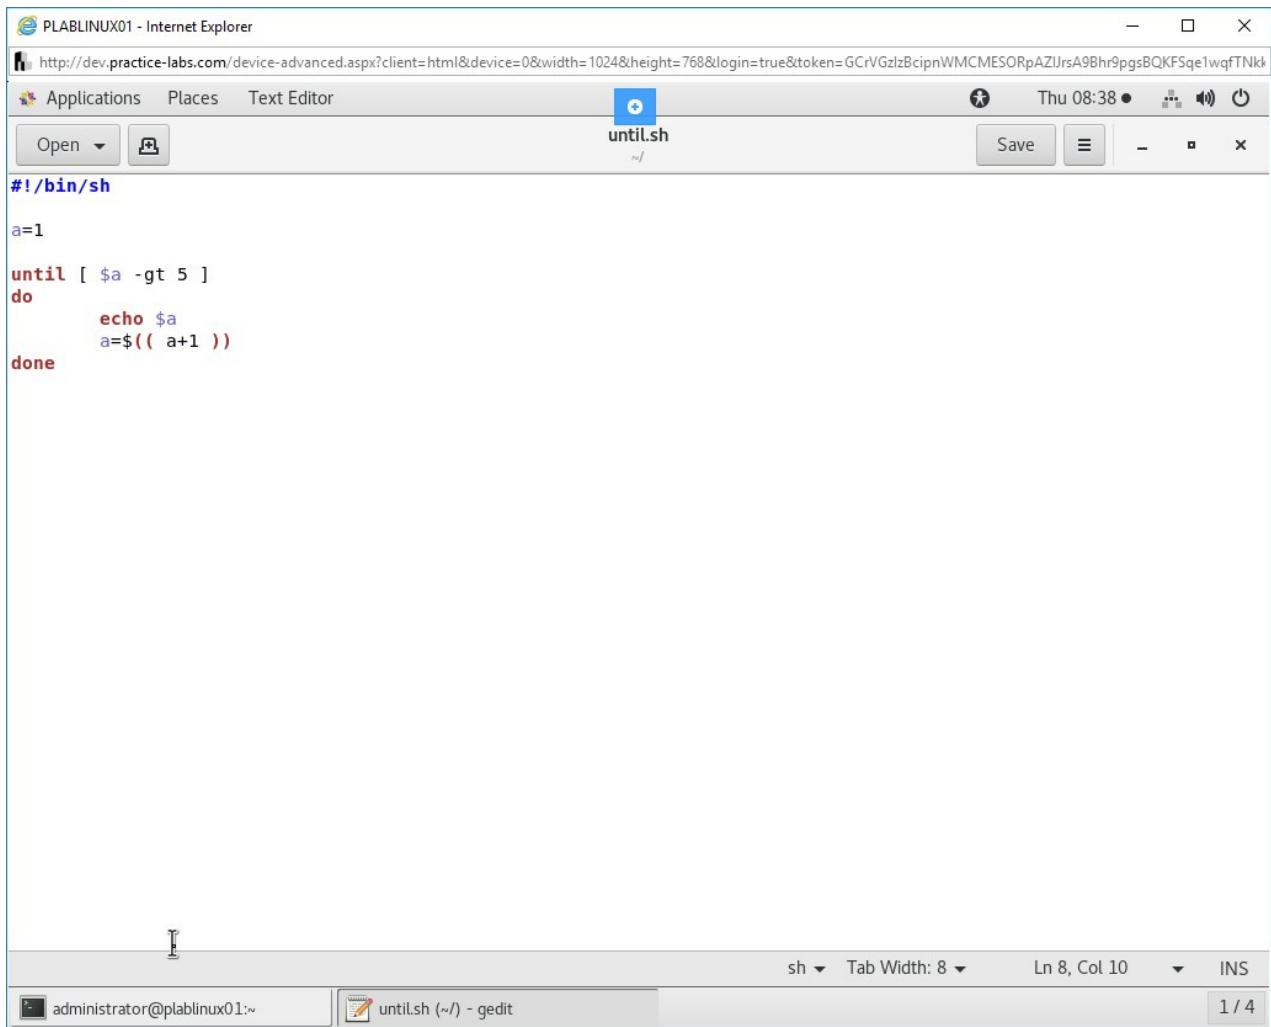 PLABLINUX01 - Internet Explorer
http://dev.practice-labs.com/device-advanced.aspx?client=html&device=0&width=1024&height=768&login=true&token=
Applications Places Text Editor Thu 08:38
Open until.sh Save
~/
#!/bin/sh
a=1
until [ $a -gt 5 ]
do
echo $a
a=$(( a+1 ))
done
sh Tab Width: 8 Ln 8, Col 10 INS
administrator@plablinux01:~ until.sh (~/) - gedit 1 / 4